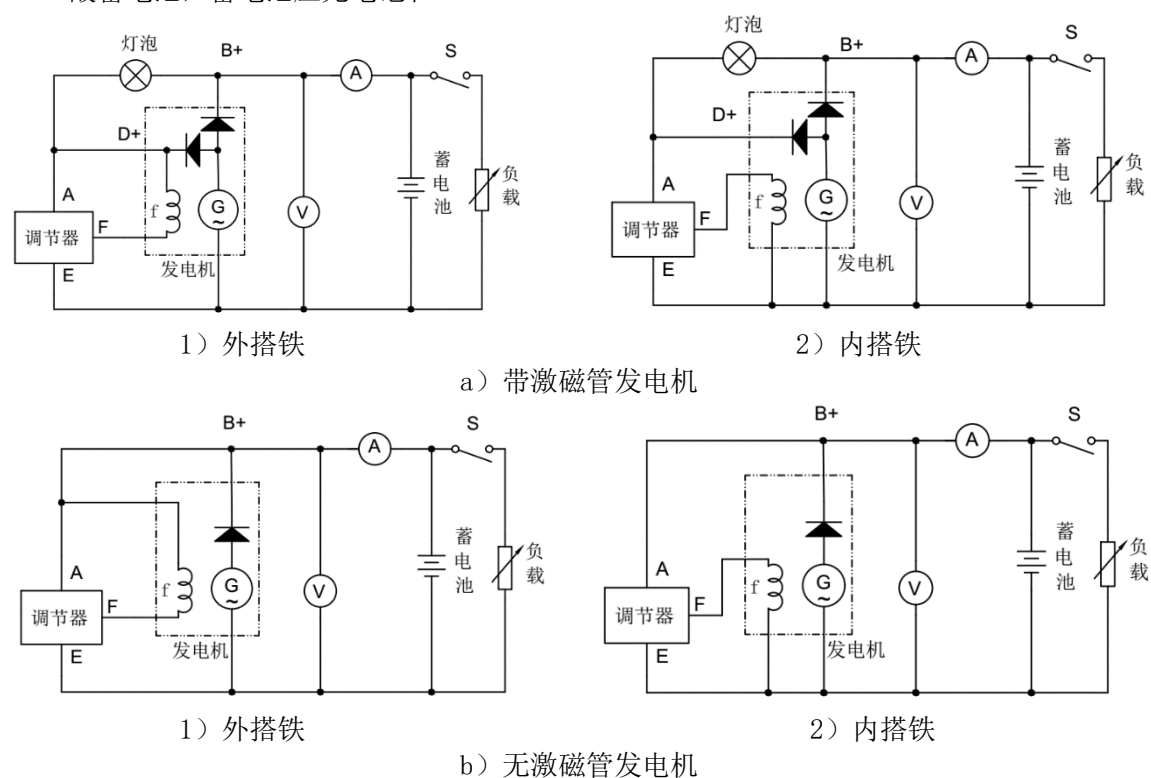 灯泡 B+ A S
D+
A f G ~ V 蓄电池 负载
调节器 F
E 发电机
1）外搭铁
灯泡 B+ A S
D+
A F f G ~ V 蓄电池 负载
调节器
E 发电机
2）内搭铁
a）带激磁管发电机
B+ A S
A f G ~ V 蓄电池 负载
调节器 F
E 发电机
1）外搭铁
B+ A S
A F f G ~ V 蓄电池 负载
调节器
E 发电机
2）内搭铁
b）无激磁管发电机